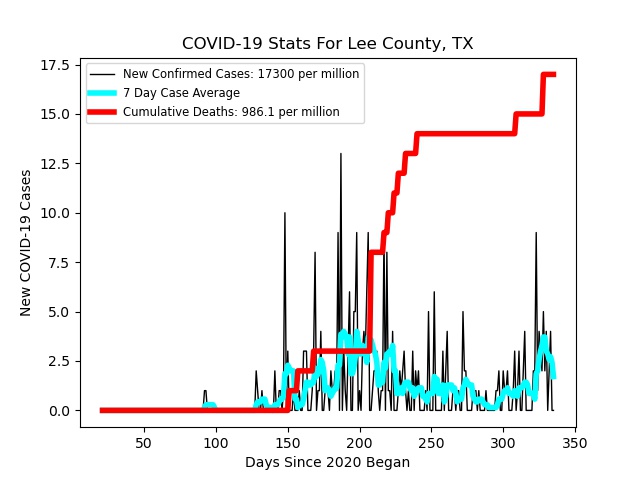 COVID-19 Stats For Lee County, TX
New Confirmed Cases: 17300 per million
7 Day Case Average
Cumulative Deaths: 986.1 per million
New COVID-19 Cases
17.5
15.0
12.5
10.0
7.5
5.0
2.5
0.0
50 100 150 200 250 300 350
Days Since 2020 Began